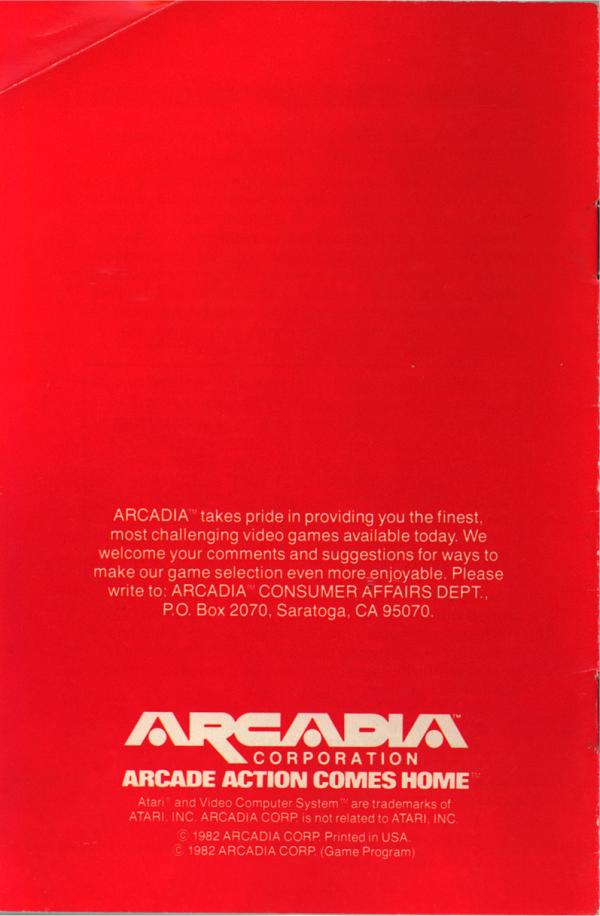 ARCADIA™ takes pride in providing you the finest,
most challenging video games available today. We
welcome your comments and suggestions for ways to
make our game selection even more enjoyable. Please
write to: ARCADIA™ CONSUMER AFFAIRS DEPT.,
P.O. Box 2070, Saratoga, CA 95070.
ARCADIA™
CORPORATION
ARCADE ACTION COMES HOME™
Atari® and Video Computer System™ are trademarks of
ATARI, INC. ARCADIA CORP. is not related to ATARI, INC.
© 1982 ARCADIA CORP. Printed in USA.
© 1982 ARCADIA CORP. (Game Program)